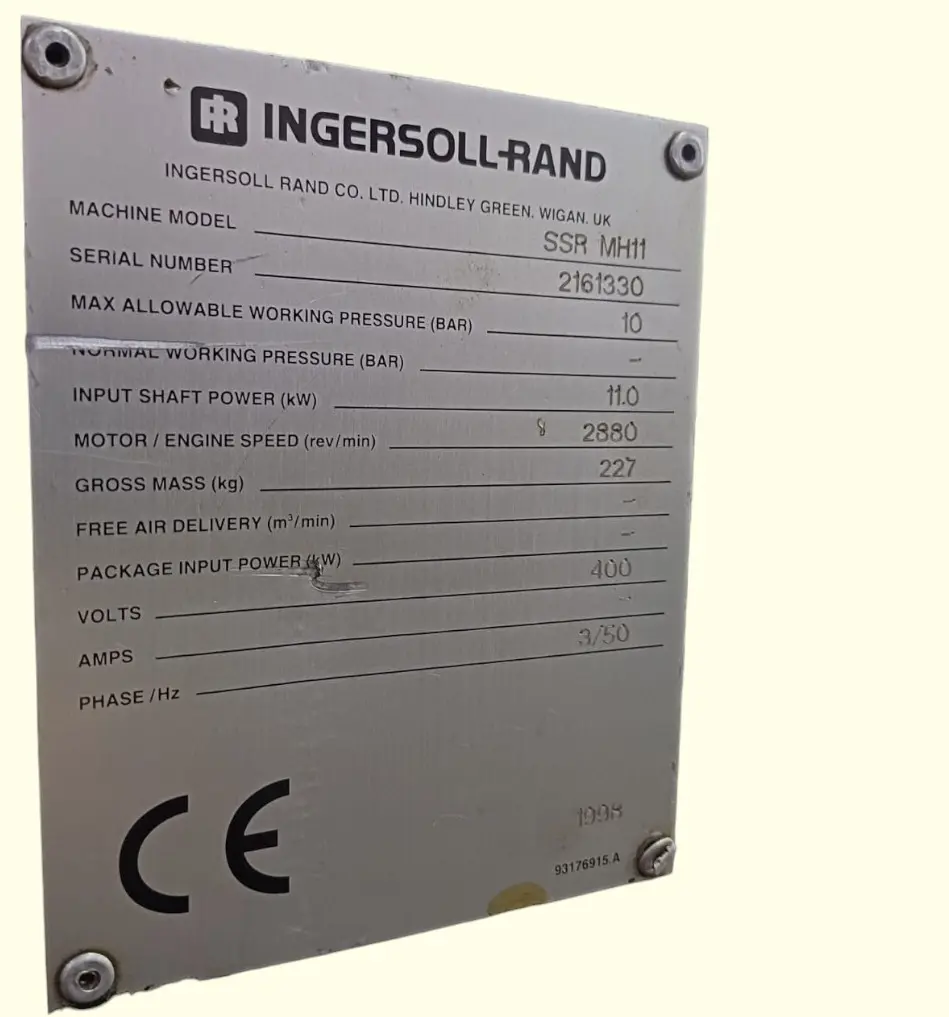 IR INGERSOLL-RAND
INGERSOLL RAND CO. LTD. HINDLEY GREEN. WIGAN. UK
MACHINE MODEL SSR MH11
SERIAL NUMBER 2161330
MAX ALLOWABLE WORKING PRESSURE (BAR) 10
NORMAL WORKING PRESSURE (BAR) -
INPUT SHAFT POWER (kW) 11.0
MOTOR / ENGINE SPEED (rev/min) 2880
GROSS MASS (kg) 227
FREE AIR DELIVERY (m³/min) -
PACKAGE INPUT POWER (kW) -
VOLTS 400
AMPS -
PHASE / Hz 3/50
CE
1998
93176915 A